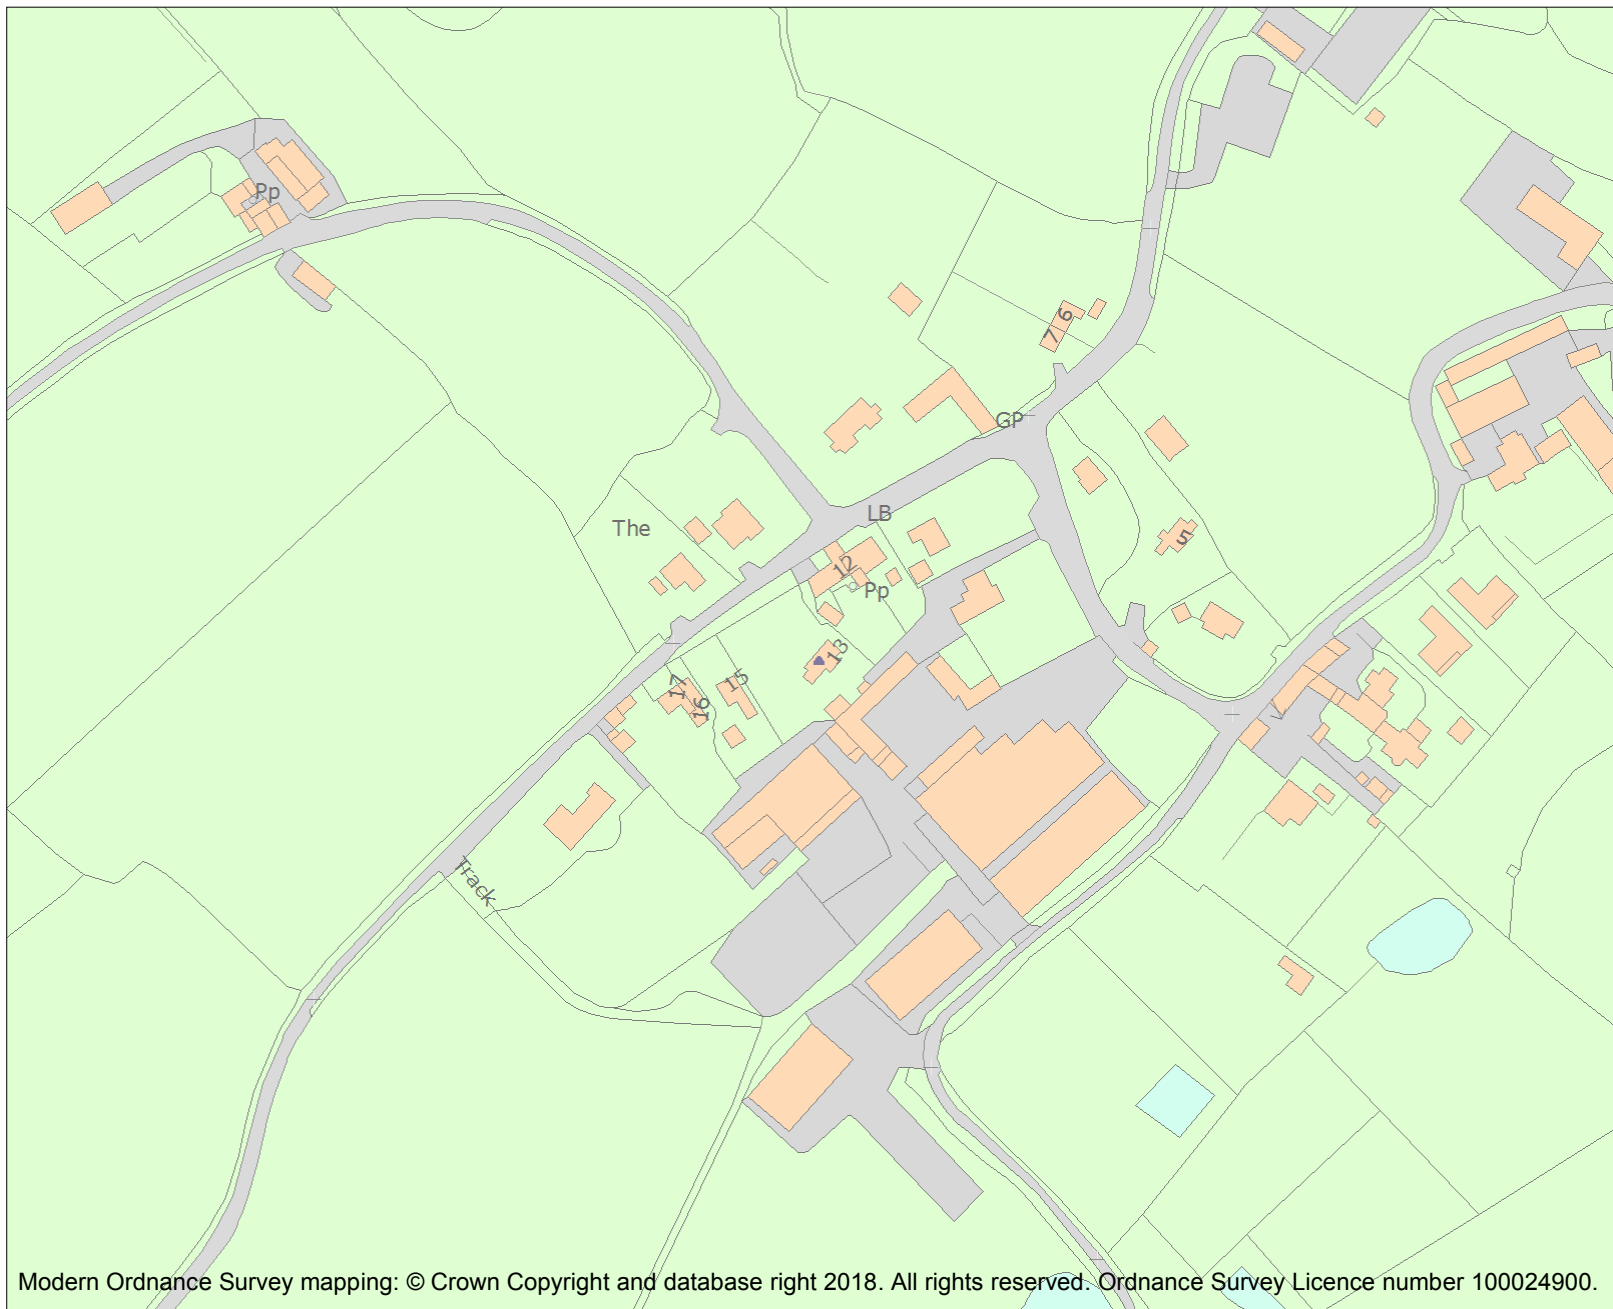 Pp
6
7
GP
LB
The
5
12
Pp
13
15
17
16
Track
Modern Ordnance Survey mapping: © Crown Copyright and database right 2018. All rights reserved. Ordnance Survey Licence number 100024900.